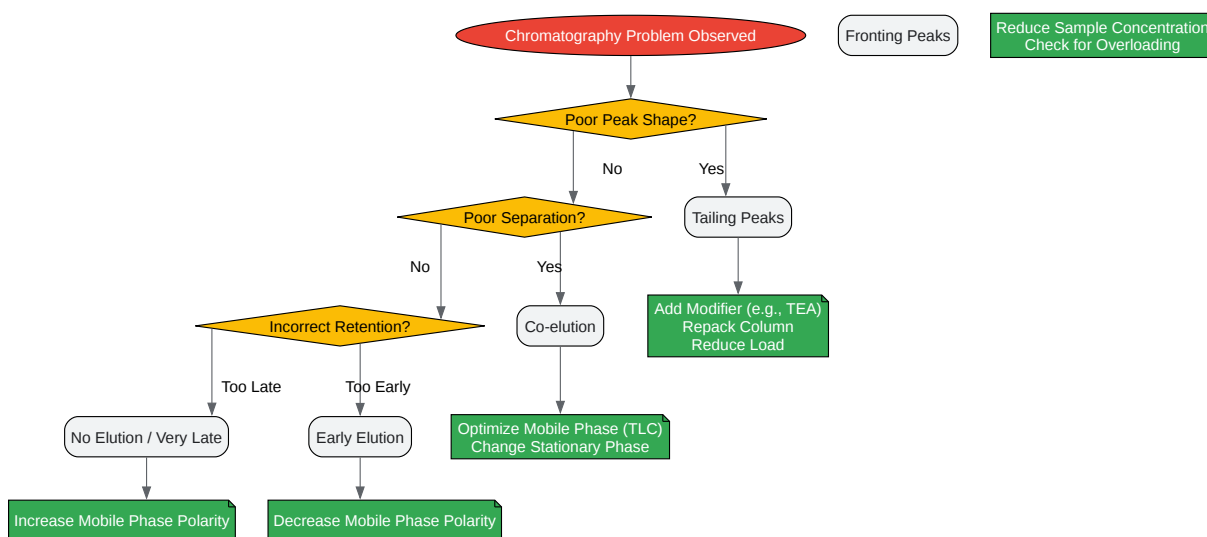 Chromatography Problem Observed
Fronting Peaks
Reduce Sample Concentration
Check for Overloading
Poor Peak Shape?
No
Yes
Poor Separation?
Tailing Peaks
No
Yes
Add Modifier (e.g., TEA)
Repack Column
Reduce Load
Incorrect Retention?
Co-elution
Too Late
Too Early
No Elution / Very Late
Early Elution
Optimize Mobile Phase (TLC)
Change Stationary Phase
Increase Mobile Phase Polarity
Decrease Mobile Phase Polarity